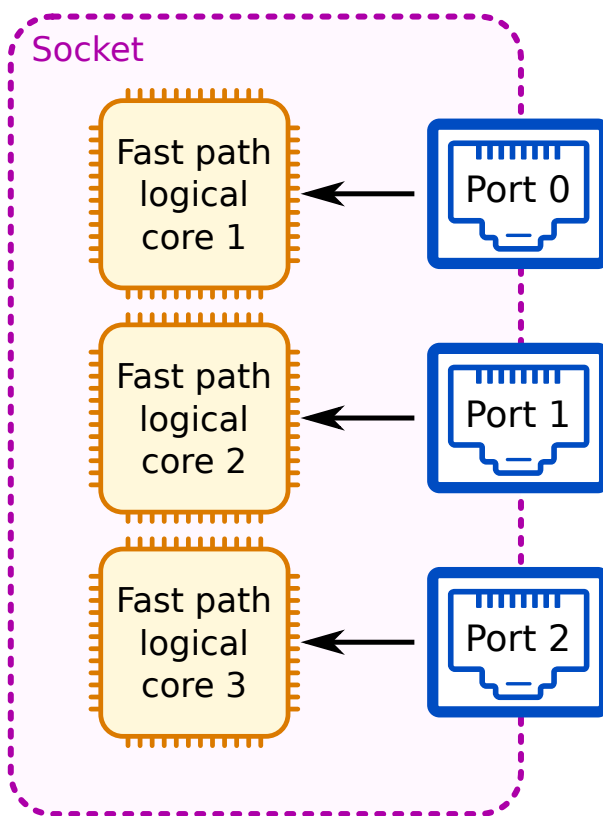 Socket
Fast path
logical
core 1
Port 0
Fast path
logical
core 2
Port 1
Fast path
logical
core 3
Port 2